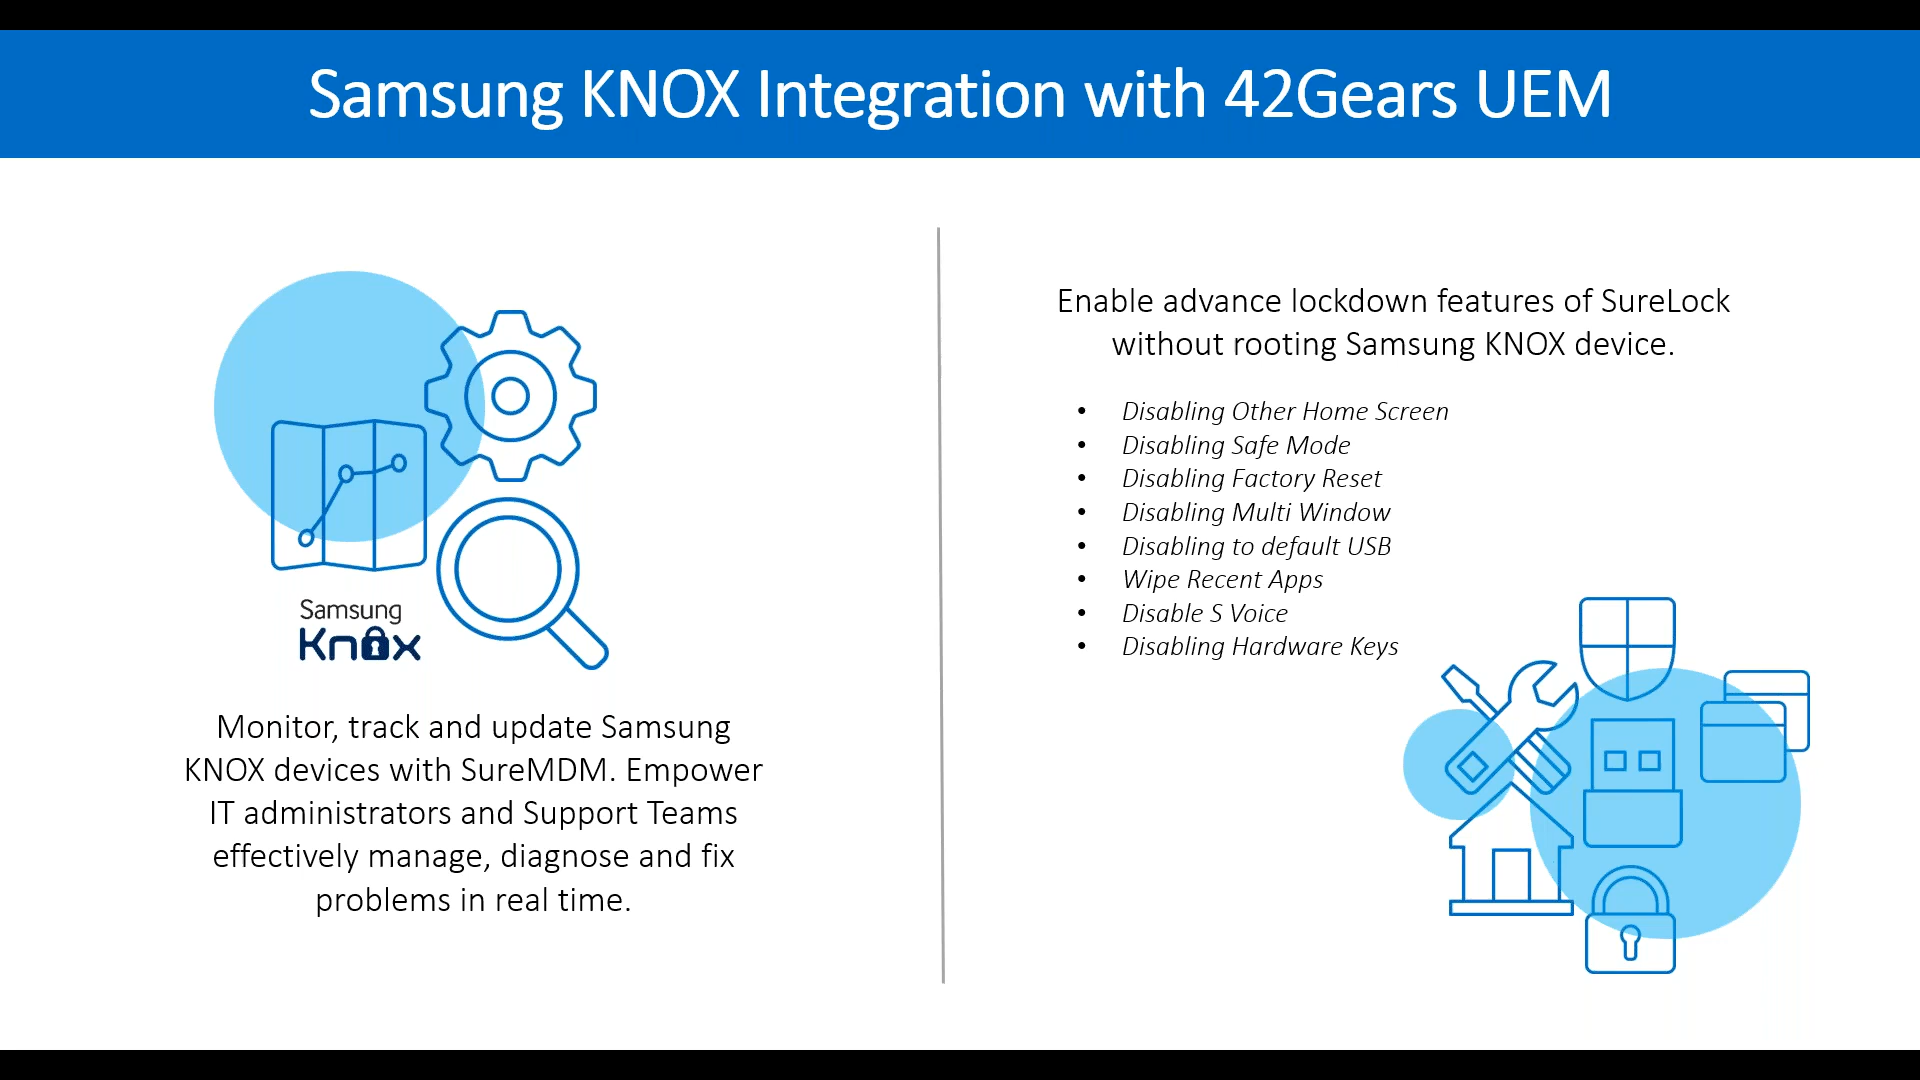 Samsung KNOX Integration with 42Gears UEM
Samsung
Knox
Monitor, track and update Samsung
KNOX devices with SureMDM. Empower
IT administrators and Support Teams
effectively manage, diagnose and fix
problems in real time.
Enable advance lockdown features of SureLock
without rooting Samsung KNOX device.
• Disabling Other Home Screen
• Disabling Safe Mode
• Disabling Factory Reset
• Disabling Multi Window
• Disabling to default USB
• Wipe Recent Apps
• Disable S Voice
• Disabling Hardware Keys